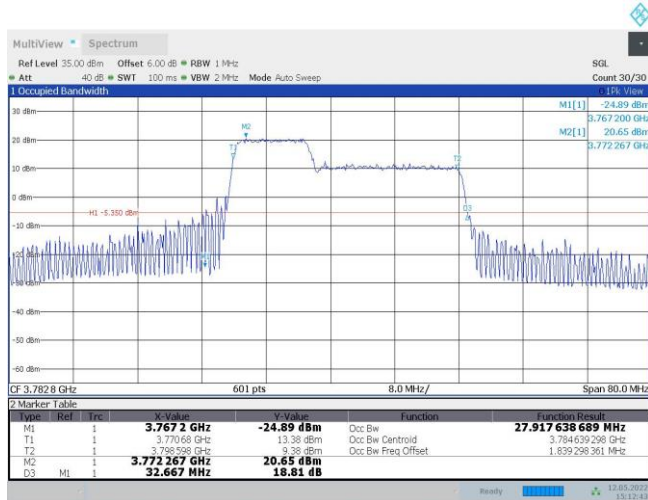 MultiView Spectrum
Ref Level 35.00 dBm Offset 6.00 dB RBW 1 MHz SGL
Att 40 dB SWT 100 ms VBW 2 MHz Mode Auto Sweep Count 30/30
1 Occupied Bandwidth 1Pk View
M1[1] -24.89 dBm
3.767 200 GHz
M2[1] 20.65 dBm
3.772 267 GHz
30 dBm
M2
T1
T2
10 dBm
0 dBm
D3
H1 -5.350 dBm
-10 dBm
-20 dBm
-30 dBm
-40 dBm
-50 dBm
-60 dBm
CF 3.782 8 GHz 601 pts 8.0 MHz/ Span 80.0 MHz
2 Marker Table
Type Ref Trc X-Value Y-Value Function Function Result
M1 1 3.767 2 GHz -24.89 dBm Occ Bw 27.917 638 689 MHz
T1 1 3.770 68 GHz 13.38 dBm Occ Bw Centroid 3.784 639 298 GHz
T2 1 3.798 598 GHz 9.38 dBm Occ Bw Freq Offset 1.839 298 361 MHz
M2 1 3.772 267 GHz 20.65 dBm
D3 M1 1 32.667 MHz 18.81 dB
Ready 12.05.2022
15:12:42